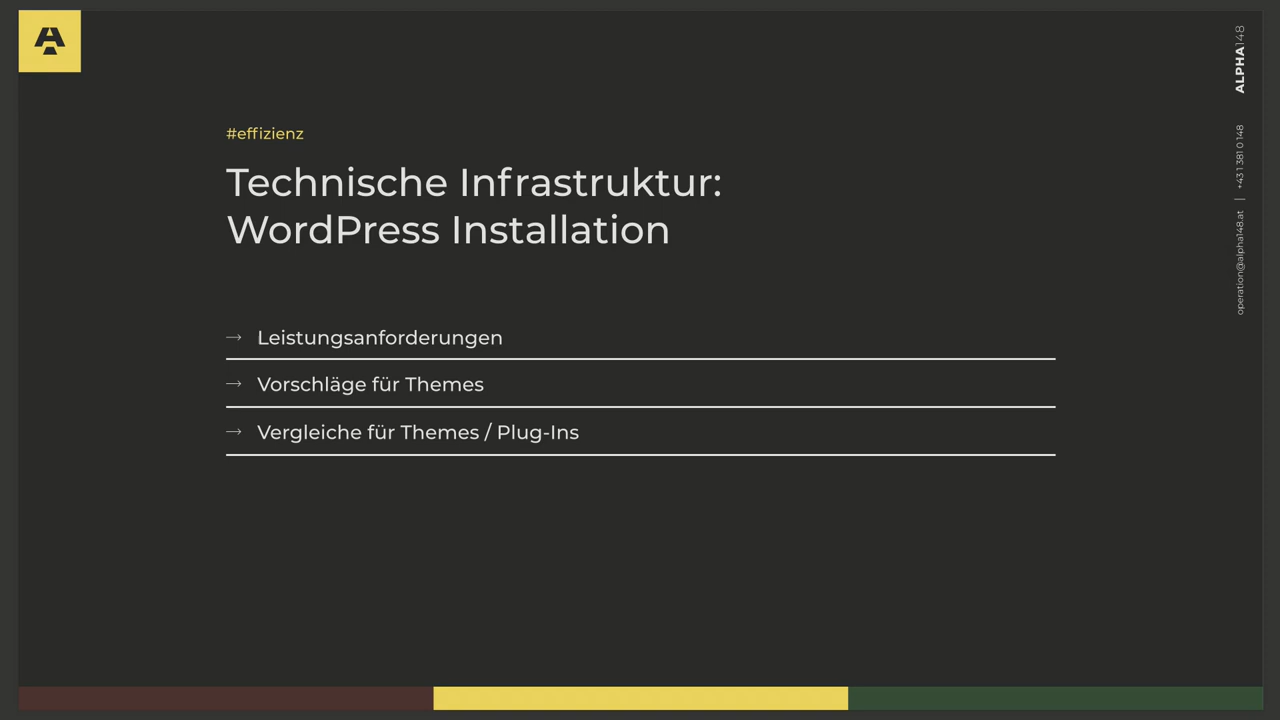 #effizienz
Technische Infrastruktur:
WordPress Installation
→ Leistungsanforderungen
→ Vorschläge für Themes
→ Vergleiche für Themes / Plug-Ins
ALPHA148
operation@alpha148.at | +43 1 381 0 148